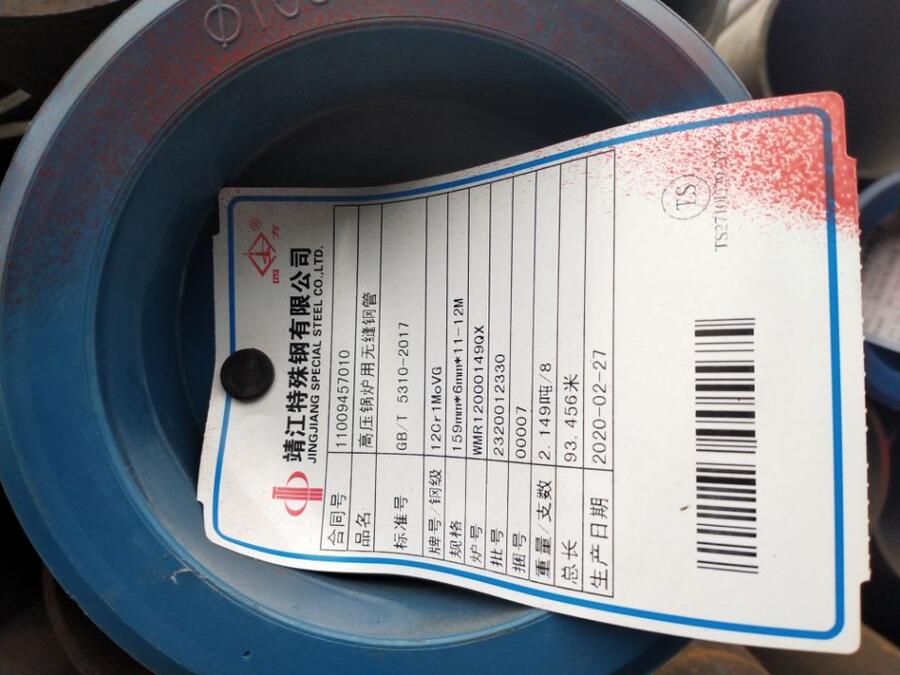 四方®
靖江特殊钢有限公司
JINGJIANG SPECIAL STEEL CO.,LTD.
合同号 11009457010
品名 高压锅炉用无缝钢管
标准号 GB/T 5310-2017
牌号/钢级 12Cr1MoVG
规格 159mm*6mm*11-12M
炉号 WMR12000149QX
批号 2320012330
捆号 00007
重量/支数 2.149吨/8
总长 93.456米
生产日期 2020-02-27
TS